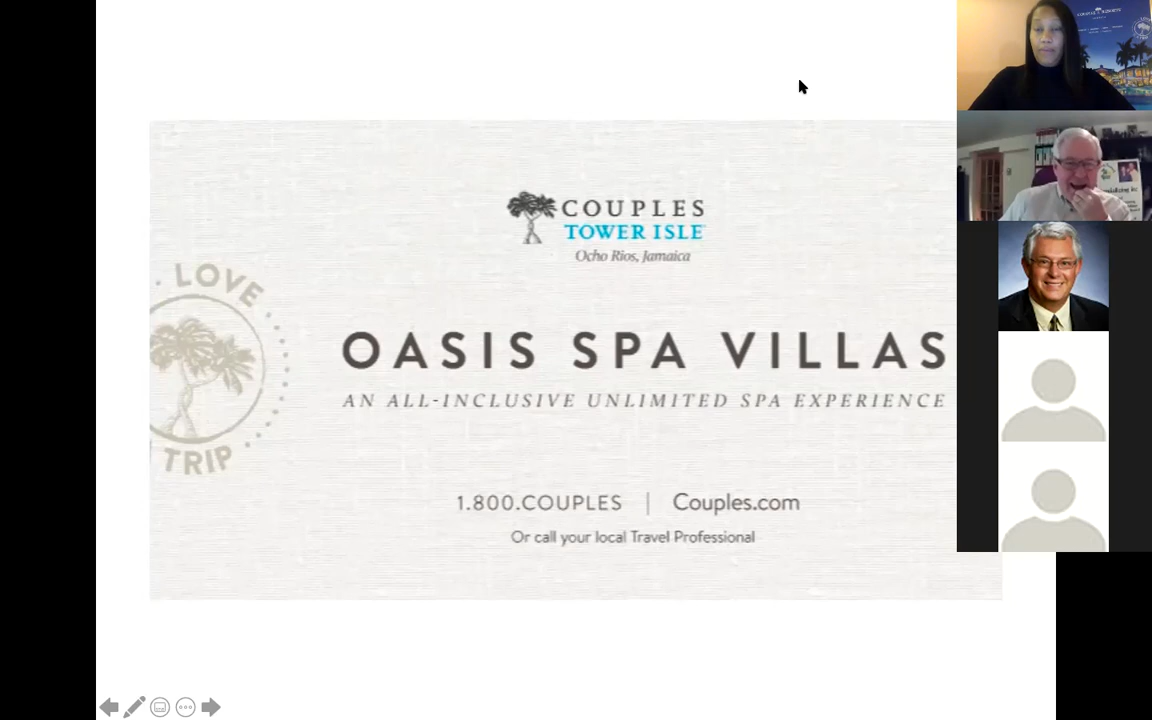 COUPLES
TOWER ISLE
Ocho Rios, Jamaica
LOVE
TRIP
OASIS SPA VILLAS
AN ALL-INCLUSIVE UNLIMITED SPA EXPERIENCE
1.800.COUPLES | Couples.com
Or call your local Travel Professional